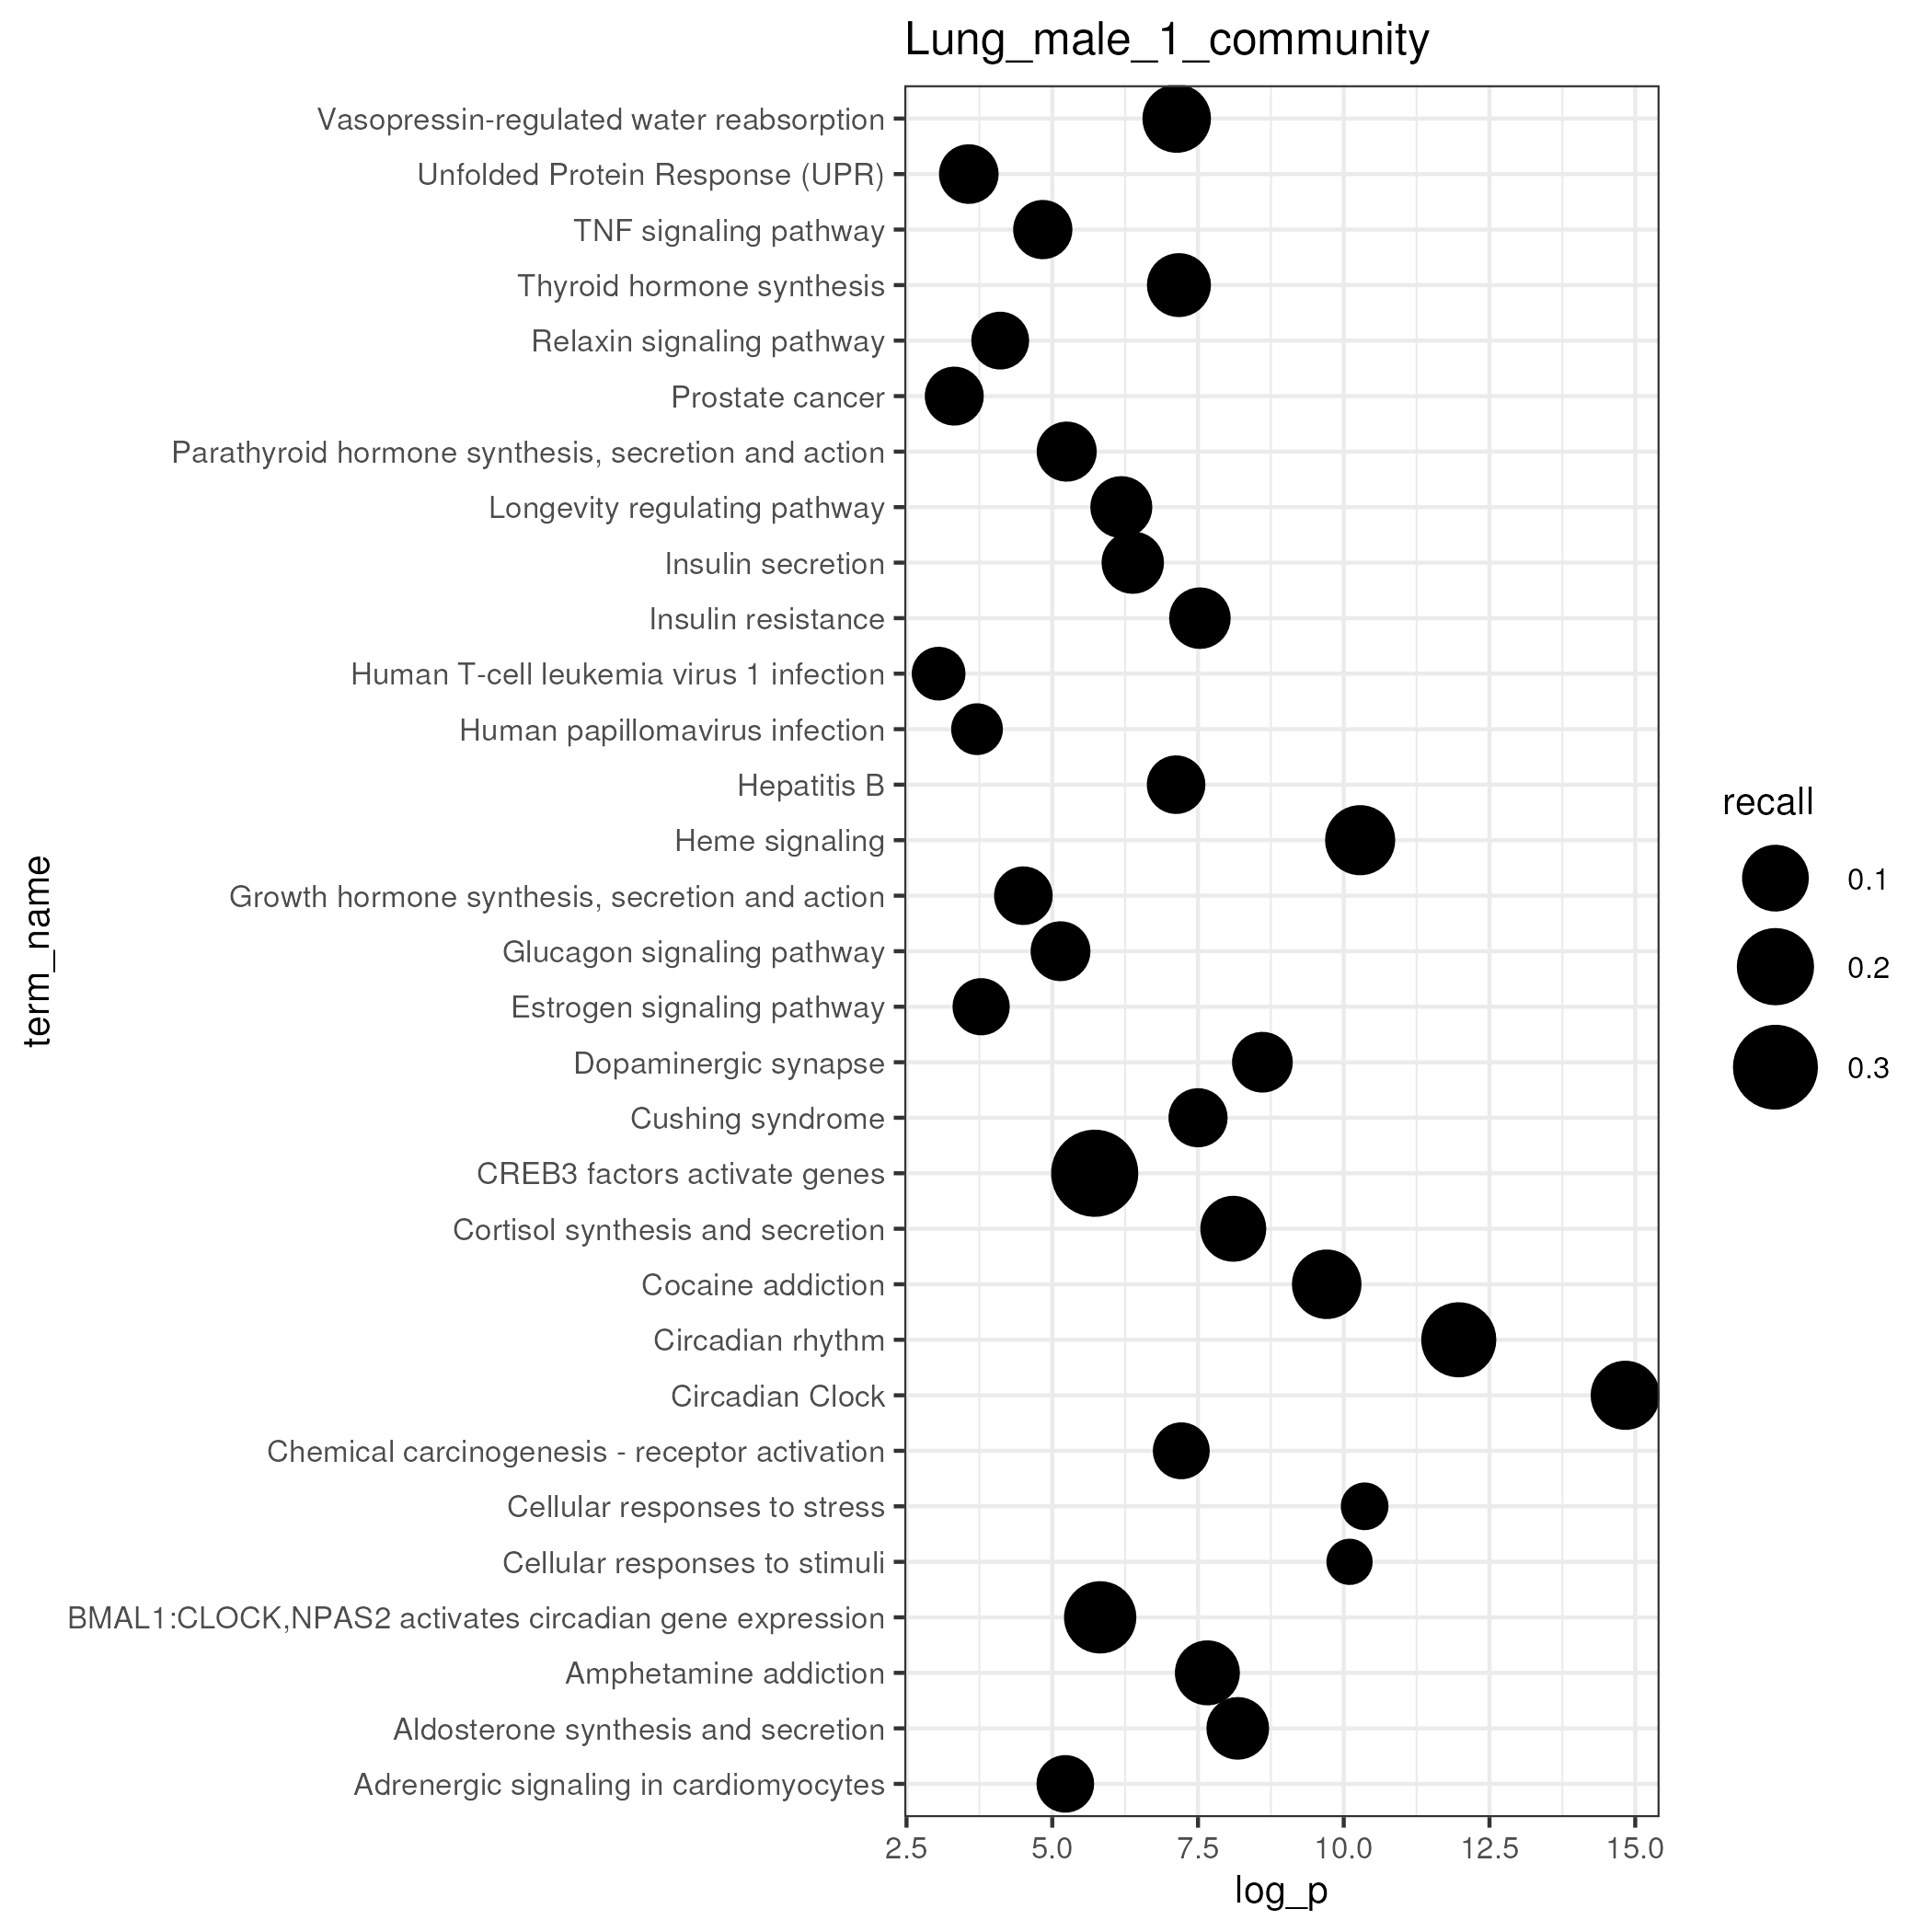 Lung_male_1_community
term_name
Vasopressin-regulated water reabsorption
Unfolded Protein Response (UPR)
TNF signaling pathway
Thyroid hormone synthesis
Relaxin signaling pathway
Prostate cancer
Parathyroid hormone synthesis, secretion and action
Longevity regulating pathway
Insulin secretion
Insulin resistance
Human T-cell leukemia virus 1 infection
Human papillomavirus infection
Hepatitis B
Heme signaling
Growth hormone synthesis, secretion and action
Glucagon signaling pathway
Estrogen signaling pathway
Dopaminergic synapse
Cushing syndrome
CREB3 factors activate genes
Cortisol synthesis and secretion
Cocaine addiction
Circadian rhythm
Circadian Clock
Chemical carcinogenesis - receptor activation
Cellular responses to stress
Cellular responses to stimuli
BMAL1:CLOCK,NPAS2 activates circadian gene expression
Amphetamine addiction
Aldosterone synthesis and secretion
Adrenergic signaling in cardiomyocytes
2.5 5.0 7.5 10.0 12.5 15.0
log_p
recall
0.1
0.2
0.3